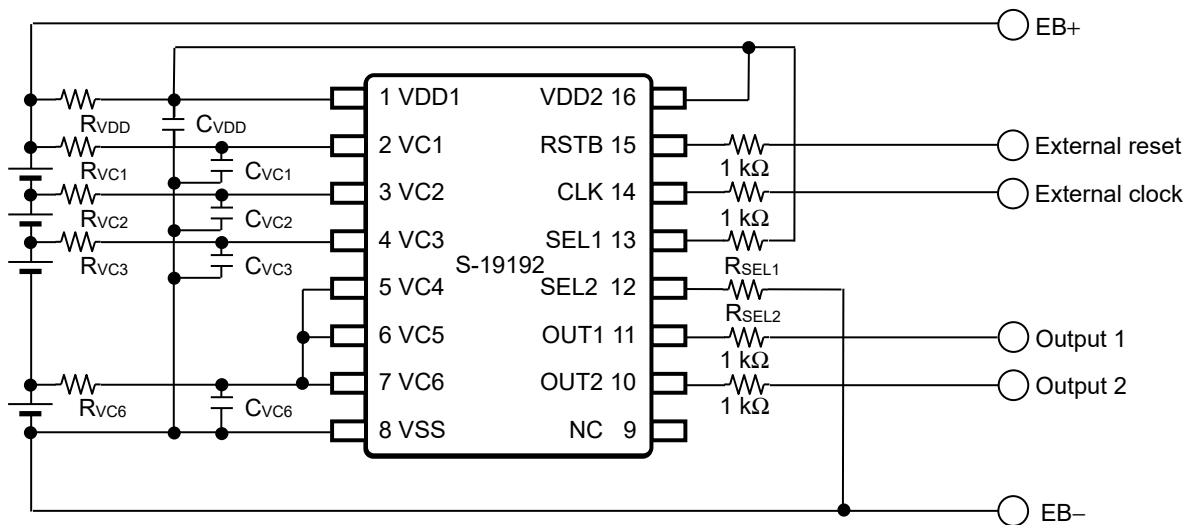 EB+
1 VDD1
VDD2 16
RVDD
CVDD
2 VC1
RSTB 15
External reset
RVC1
CVC1
1 kΩ
3 VC2
CLK 14
External clock
RVC2
CVC2
1 kΩ
4 VC3
SEL1 13
RVC3
CVC3
S-19192
RSEL1
5 VC4
SEL2 12
RSEL2
6 VC5
OUT1 11
Output 1
1 kΩ
7 VC6
OUT2 10
Output 2
RVC6
CVC6
1 kΩ
8 VSS
NC 9
EB−